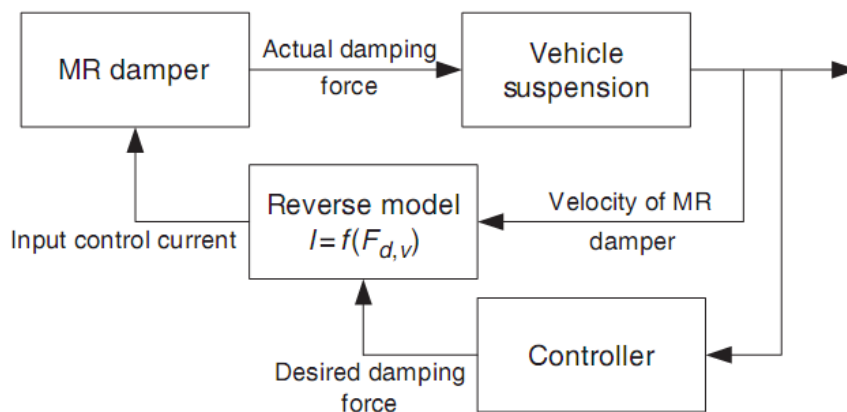 MR damper
Actual damping
force
Vehicle
suspension
Reverse model
I = f(F_{d,v})
Velocity of MR
damper
Input control current
Controller
Desired damping
force